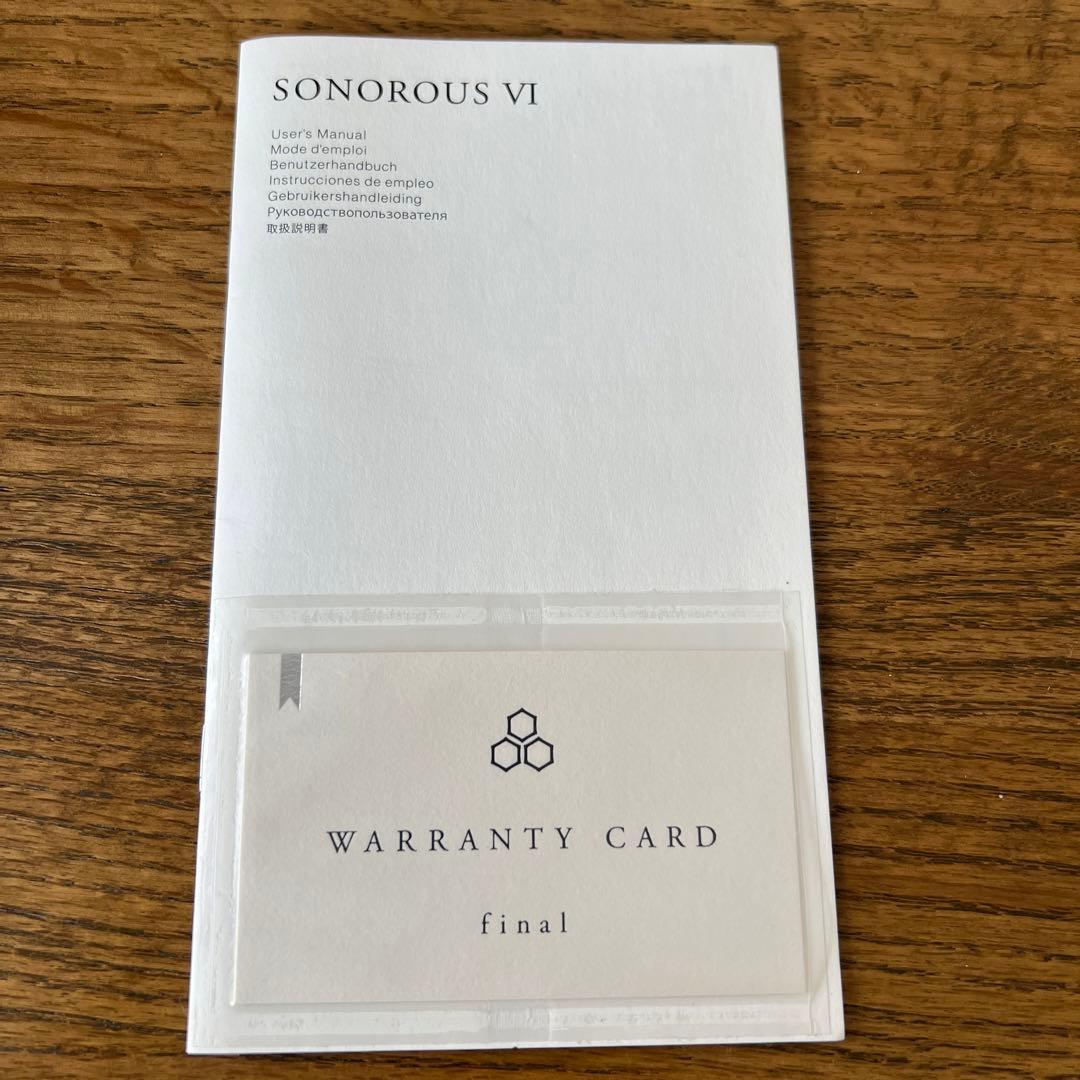 SONOROUS VI
User's Manual
Mode d'emploi
Benutzerhandbuch
Instrucciones de empleo
Gebruikershandleiding
Руководствопользователя
取扱説明書
WARRANTY CARD
final